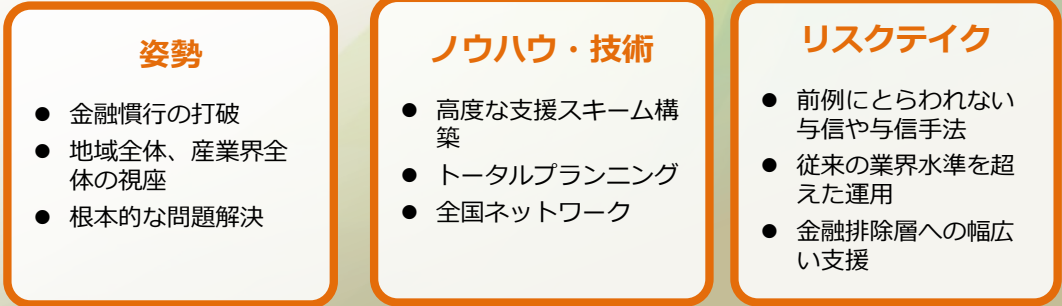 姿勢
● 金融慣行の打破
● 地域全体、産業界全
体の視座
● 根本的な問題解決
ノウハウ・技術
● 高度な支援スキーム構
築
● トータルプランニング
● 全国ネットワーク
リスクテイク
● 前例にとらわれない
与信や与信手法
● 従来の業界水準を超
えた運用
● 金融排除層への幅広
い支援